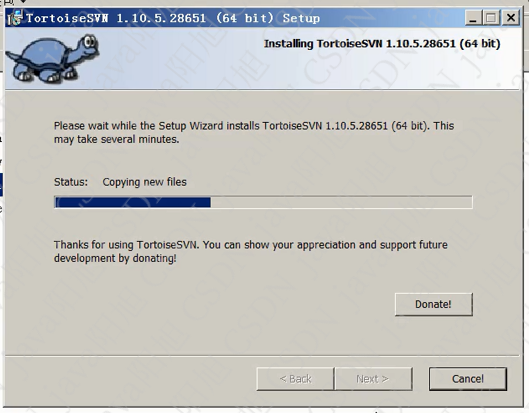 TortoiseSVN 1.10.5.28651 (64 bit) Setup
Installing TortoiseSVN 1.10.5.28651 (64 bit)
Please wait while the Setup Wizard installs TortoiseSVN 1.10.5.28651 (64 bit). This
may take several minutes.
Status: Copying new files
Thanks for using TortoiseSVN. You can show your appreciation and support future
development by donating!
Donate!
< Back
Next >
Cancel